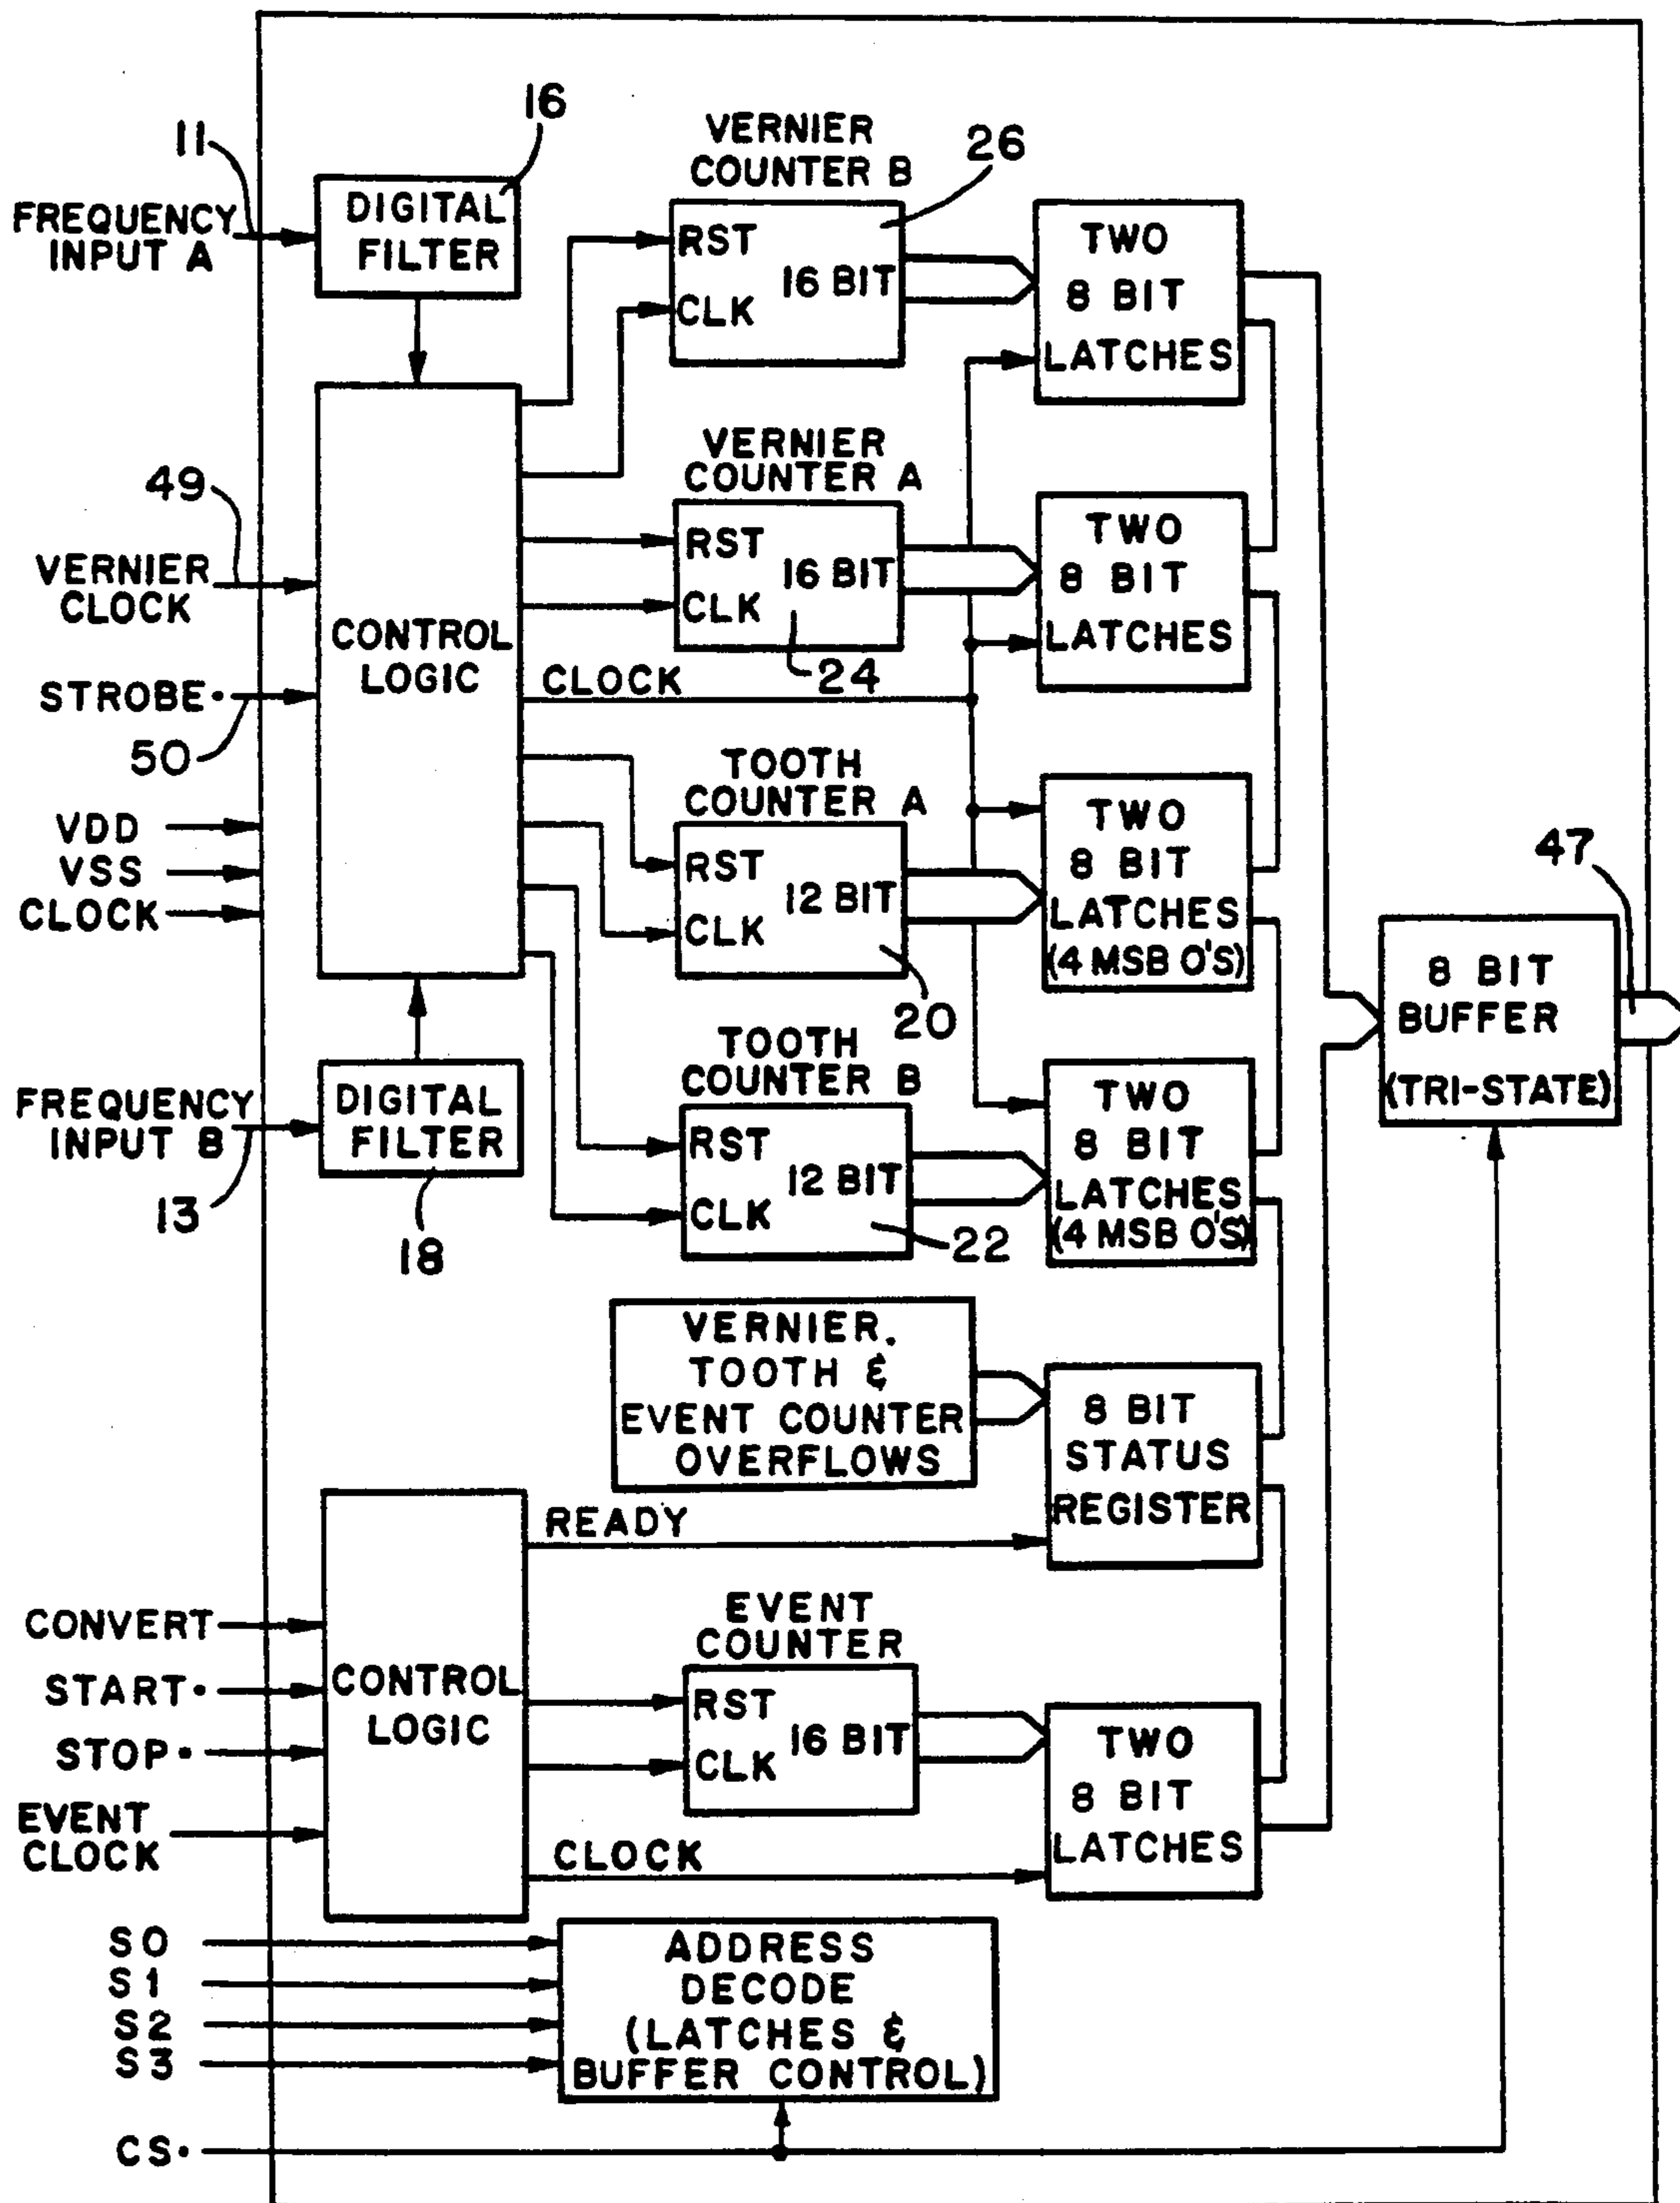 11
FREQUENCY
INPUT A
16
DIGITAL
FILTER
VERNIER
COUNTER B
26
RST
CLK
16 BIT
TWO
8 BIT
LATCHES
49
VERNIER
CLOCK
STROBE•
50
CONTROL
LOGIC
VERNIER
COUNTER A
RST
CLK
16 BIT
24
TWO
8 BIT
LATCHES
CLOCK
VDD
VSS
CLOCK
TOOTH
COUNTER A
RST
CLK
12 BIT
20
TWO
8 BIT
LATCHES
(4 MSB O'S)
47
8 BIT
BUFFER
(TRI-STATE)
FREQUENCY
INPUT B
13
DIGITAL
FILTER
18
TOOTH
COUNTER B
RST
CLK
12 BIT
22
TWO
8 BIT
LATCHES
(4 MSB O'S)
VERNIER.
TOOTH &
EVENT COUNTER
OVERFLOWS
8 BIT
STATUS
REGISTER
READY
CONVERT
START•
STOP•
EVENT
CLOCK
CONTROL
LOGIC
EVENT
COUNTER
RST
CLK
16 BIT
TWO
8 BIT
LATCHES
CLOCK
S0
S1
S2
S3
ADDRESS
DECODE
(LATCHES &
BUFFER CONTROL)
CS•